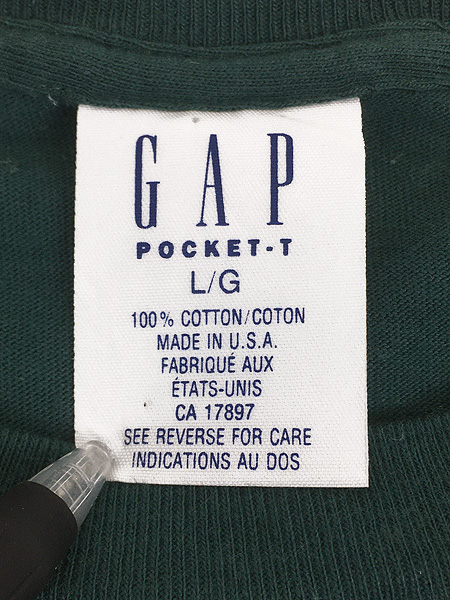 GAP
POCKET-T
L/G
100% COTTON/COTON
MADE IN U.S.A.
FABRIQUÉ AUX
ÉTATS-UNIS
CA 17897
SEE REVERSE FOR CARE
INDICATIONS AU DOS